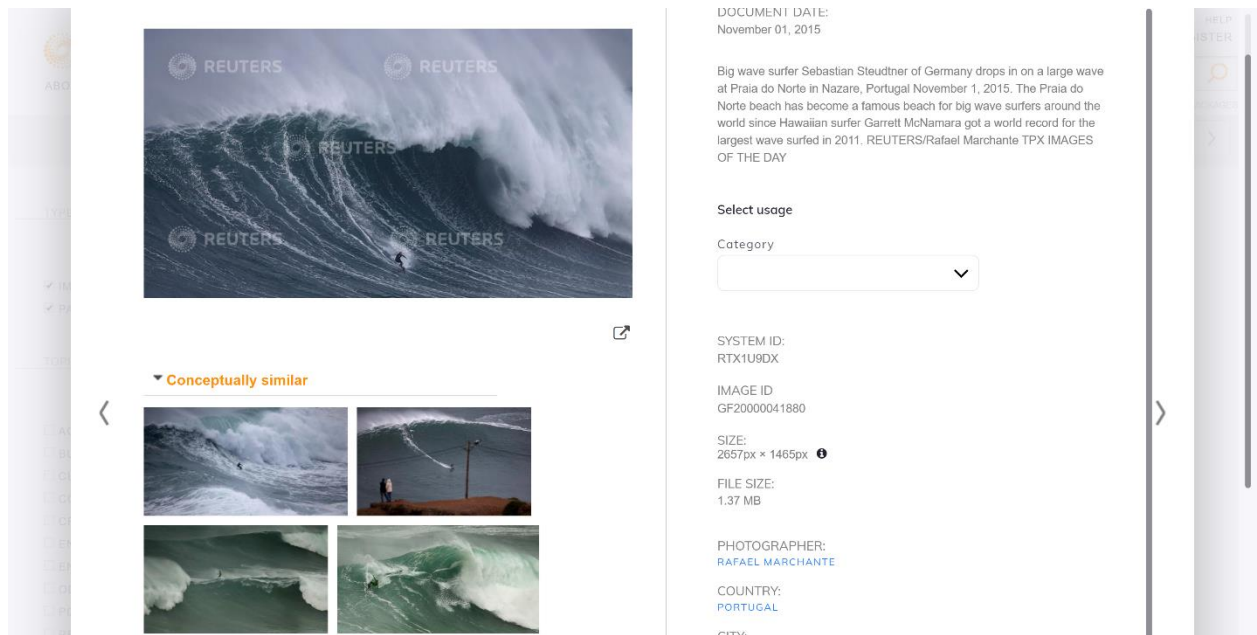 REUTERS
REUTERS
REUTERS
REUTERS
REUTERS
Conceptually similar
DOCUMENT DATE:
November 01, 2015
Big wave surfer Sebastian Steudtner of Germany drops in on a large wave
at Praia do Norte in Nazare, Portugal November 1, 2015. The Praia do
Norte beach has become a famous beach for big wave surfers around the
world since Hawaiian surfer Garrett McNamara got a world record for the
largest wave surfed in 2011. REUTERS/Rafael Marchante TPX IMAGES
OF THE DAY
Select usage
Category
SYSTEM ID:
RTX1U9DX
IMAGE ID
GF20000041880
SIZE:
2657px × 1465px
FILE SIZE:
1.37 MB
PHOTOGRAPHER:
RAFAEL MARCHANTE
COUNTRY:
PORTUGAL
CITY:
HELP